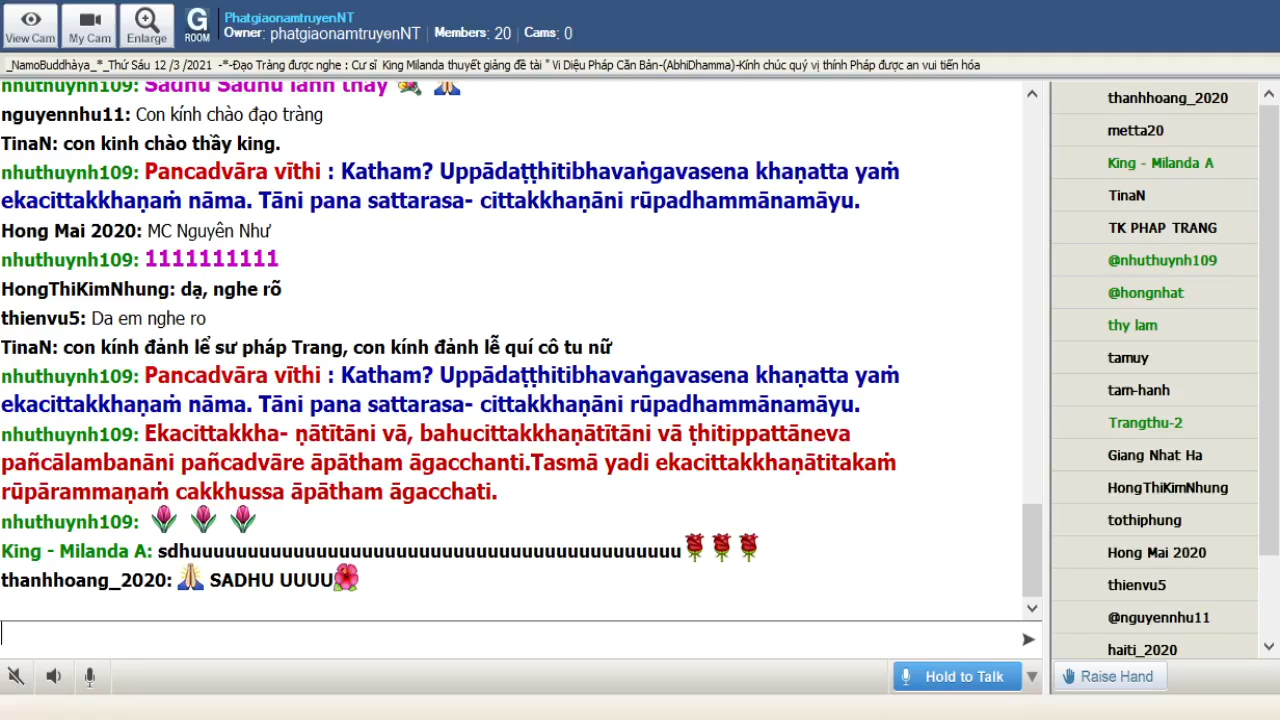 View Cam
My Cam
Enlarge
G
ROOM
PhatgiaonamtruyenNT
Owner: phatgiaonamtruyenNT | Members: 20 | Cams: 0
_NamoBuddhàya_*_Thứ Sáu 12 /3 /2021 -*-Đạo Tràng được nghe : Cư sĩ King Milanda thuyết giảng đề tài " Vi Diệu Pháp Căn Bản-(AbhiDhamma)-Kính chúc quý vị thính Pháp được an vui tiến hóa
nhuthuynh109: Sadhu Sadhu lành thay
nguyennhu11: Con kính chào đạo tràng
TinaN: con kinh chào thầy king.
nhuthuynh109: Pancadvāra vīthi : Katham? Uppādaṭṭhitibhavaṅgavasena khaṇatta yaṁ
ekacittakkhaṇaṁ nāma. Tāni pana sattarasa- cittakkhaṇāni rūpadhammānamāyu.
Hong Mai 2020: MC Nguyên Như
nhuthuynh109: 1111111111
HongThiKimNhung: dạ, nghe rõ
thienvu5: Da em nghe ro
TinaN: con kính đảnh lể sư pháp Trang, con kính đảnh lễ quí cô tu nữ
nhuthuynh109: Pancadvāra vīthi : Katham? Uppādaṭṭhitibhavaṅgavasena khaṇatta yaṁ
ekacittakkhaṇaṁ nāma. Tāni pana sattarasa- cittakkhaṇāni rūpadhammānamāyu.
nhuthuynh109: Ekacittakkha- ṇātītāni vā, bahucittakkhaṇātītāni vā ṭhitippattāneva
pañcālambanāni pañcadvāre āpātham āgacchanti.Tasmā yadi ekacittakkhaṇātitakaṁ
rūpārammaṇaṁ cakkhussa āpātham āgacchati.
nhuthuynh109:
King - Milanda A: sdhuuuuuuuuuuuuuuuuuuuuuuuuuuuuuuuuuuuuuuuuuu
thanhhoang_2020: SADHU UUUU
Hold to Talk
thanhhoang_2020
metta20
King - Milanda A
TinaN
TK PHAP TRANG
@nhuthuynh109
@hongnhat
thy lam
tamuy
tam-hanh
Trangthu-2
Giang Nhat Ha
HongThiKimNhung
tothiphung
Hong Mai 2020
thienvu5
@nguyennhu11
haiti_2020
Raise Hand